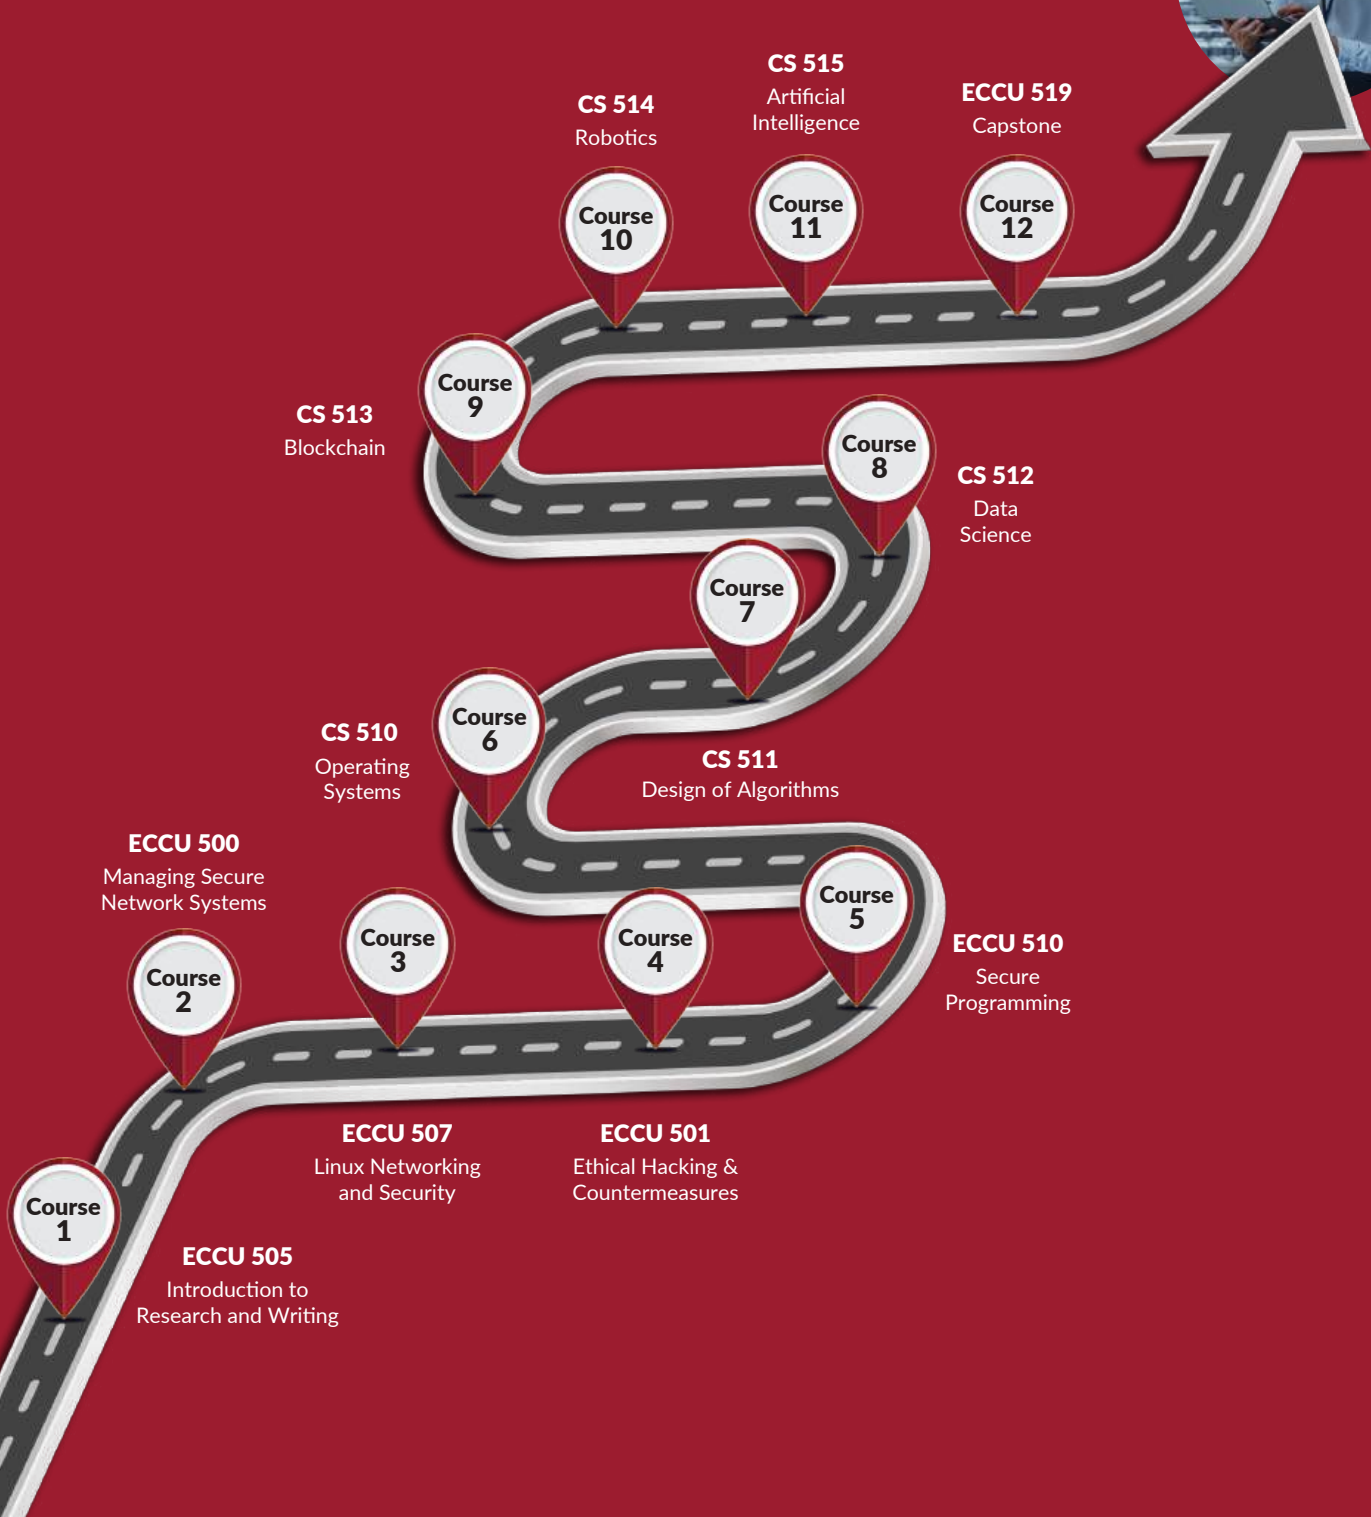 CS 515
Artificial
Intelligence
CS 514
Robotics
ECCU 519
Capstone
Course
10
Course
11
Course
12
Course
9
CS 513
Blockchain
Course
8
CS 512
Data
Science
Course
7
Course
6
CS 510
Operating
Systems
CS 511
Design of Algorithms
ECCU 500
Managing Secure
Network Systems
Course
5
ECCU 510
Secure
Programming
Course
2
Course
3
Course
4
ECCU 507
Linux Networking
and Security
ECCU 501
Ethical Hacking &
Countermeasures
Course
1
ECCU 505
Introduction to
Research and Writing